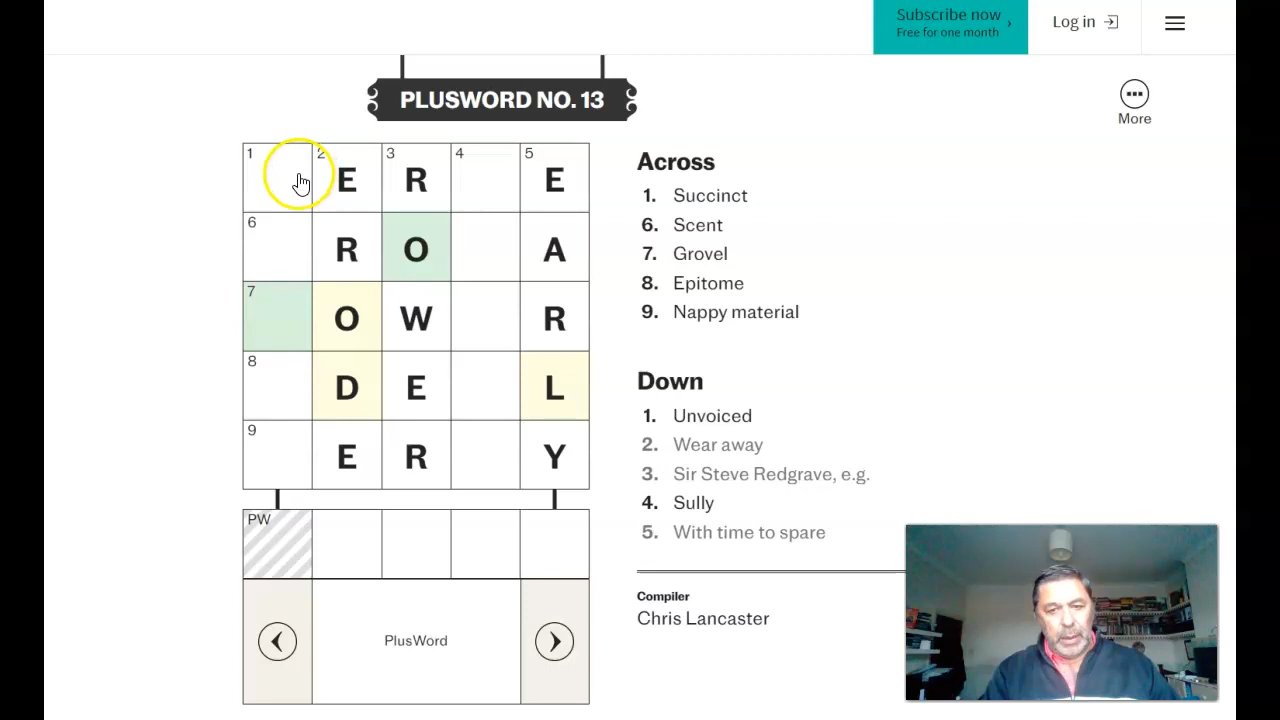 Subscribe now
Free for one month
Log in
PLUSWORD NO. 13
More
1 2 E 3 R 4 5 E
6 R O A
7 O W R
8 D E L
9 E R Y
PW
PlusWord
Across
1. Succinct
6. Scent
7. Grovel
8. Epitome
9. Nappy material
Down
1. Unvoiced
2. Wear away
3. Sir Steve Redgrave, e.g.
4. Sully
5. With time to spare
Compiler
Chris Lancaster